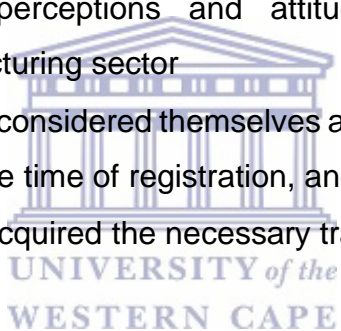 perceptions and attitu
cturing sector
considered themselves a
e time of registration, an
cquired the necessary tra
UNIVERSITY of the
WESTERN CAPE